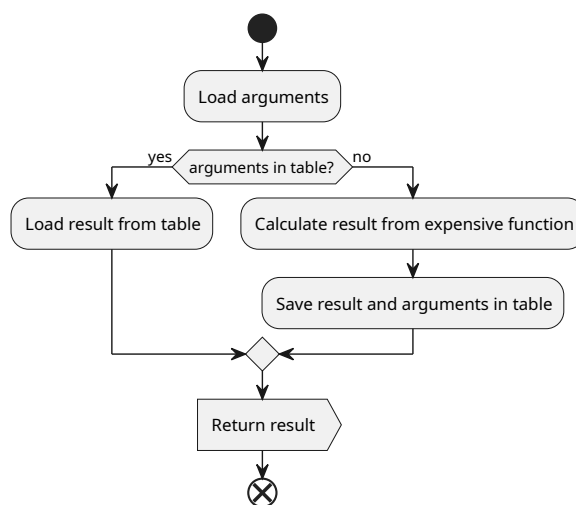 Load arguments
yes
arguments in table?
no
Load result from table
Calculate result from expensive function
Save result and arguments in table
Return result